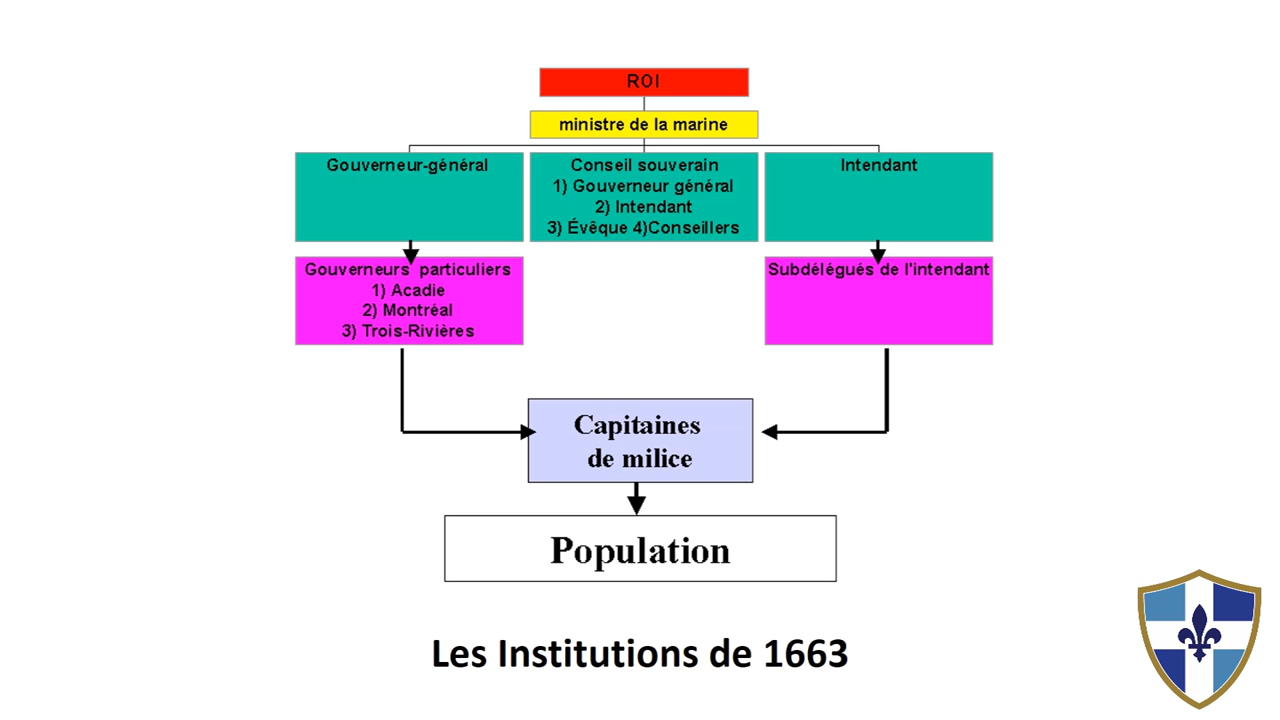 ROI
ministre de la marine
Gouverneur-général
Conseil souverain
1) Gouverneur général
2) Intendant
3) Évêque 4)Conseillers
Intendant
Gouverneurs particuliers
1) Acadie
2) Montréal
3) Trois-Rivières
Subdélégués de l'intendant
Capitaines
de milice
Population
Les Institutions de 1663